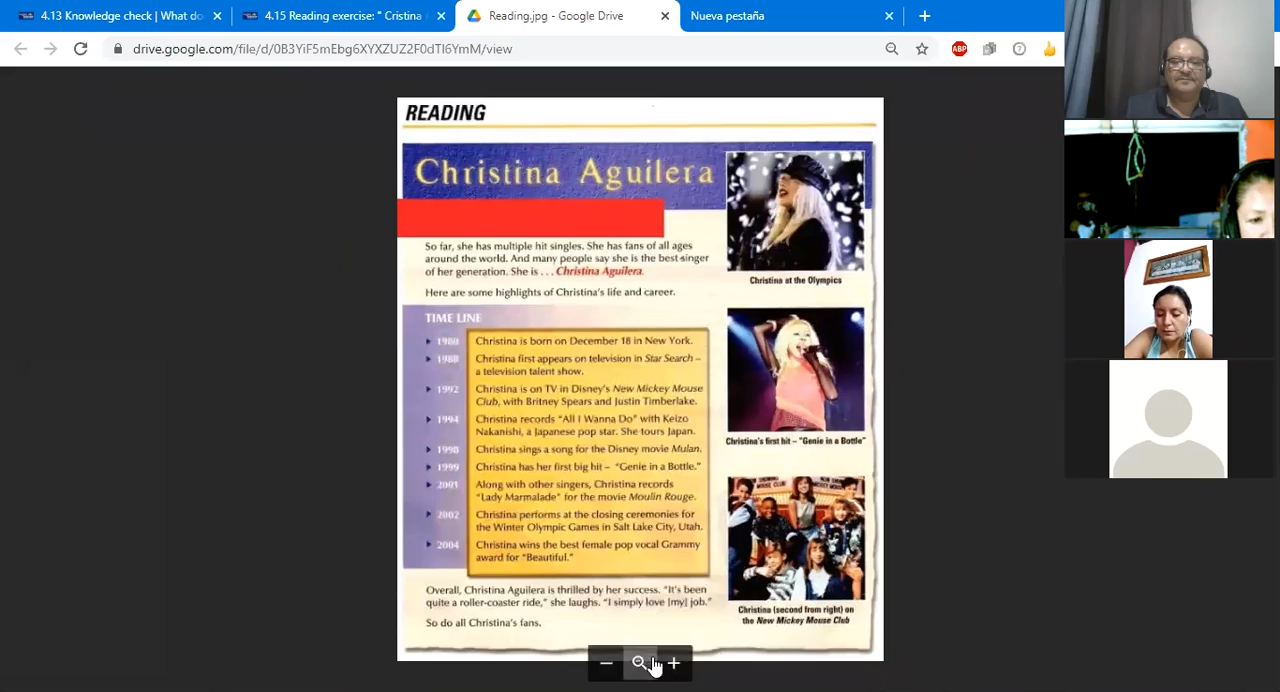 4.13 Knowledge check | What do
4.15 Reading exercise: " Cristina
Reading.jpg - Google Drive
Nueva pestaña
drive.google.com/file/d/0B3YiF5mEbg6XYXZUZ2F0dTl6YmM/view
ABP
READING
Christina Aguilera
So far, she has multiple hit singles. She has fans of all ages
around the world. And many people say she is the best singer
of her generation. She is . . . Christina Aguilera.
Here are some highlights of Christina's life and career.
Christina at the Olympics
TIME LINE
1980 Christina is born on December 18 in New York.
1988 Christina first appears on television in Star Search –
a television talent show.
1992 Christina is on TV in Disney's New Mickey Mouse
Club, with Britney Spears and Justin Timberlake.
1994 Christina records "All I Wanna Do" with Keizo
Nakanishi, a Japanese pop star. She tours Japan.
1998 Christina sings a song for the Disney movie Mulan.
1999 Christina has her first big hit – "Genie in a Bottle."
2001 Along with other singers, Christina records
"Lady Marmalade" for the movie Moulin Rouge.
2002 Christina performs at the closing ceremonies for
the Winter Olympic Games in Salt Lake City, Utah.
2004 Christina wins the best female pop vocal Grammy
award for "Beautiful."
Christina's first hit – "Genie in a Bottle"
Overall, Christina Aguilera is thrilled by her success. "It's been
quite a roller-coaster ride," she laughs. "I simply love [my] job."
So do all Christina's fans.
Christina (second from right) on
the New Mickey Mouse Club